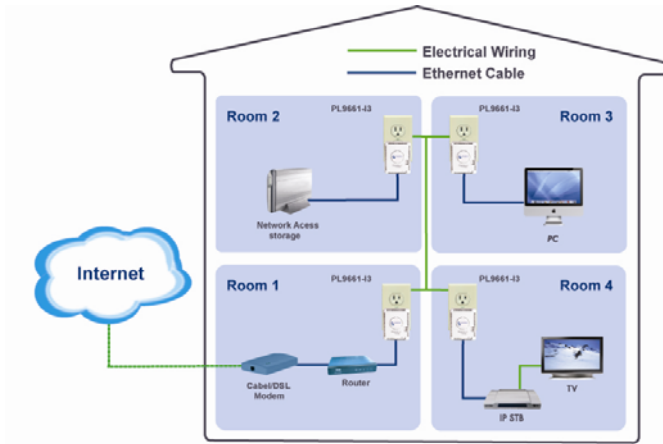 Electrical Wiring
Ethernet Cable
Room 2
PL9661-I3
PL9661-I3
Room 3
Network Acess
storage
PC
Internet
Room 1
PL9661-I3
PL9661-I3
Room 4
Cabel/DSL
Modem
Router
IP STB
TV